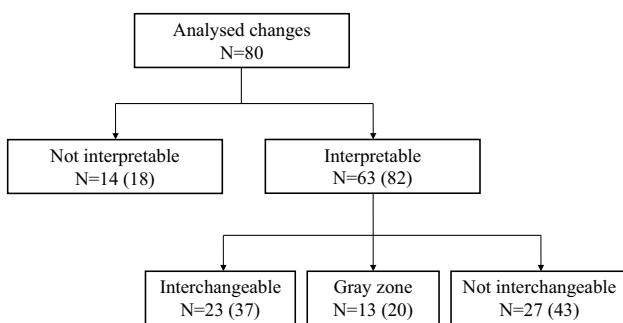 Analysed changes
N=80
Not interpretable
N=14 (18)
Interpretable
N=63 (82)
Interchangeable
N=23 (37)
Gray zone
N=13 (20)
Not interchangeable
N=27 (43)